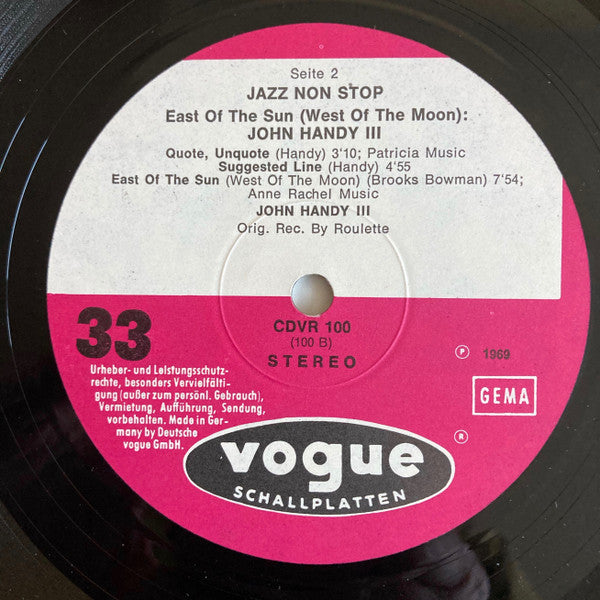 Seite 2
JAZZ NON STOP
East Of The Sun (West Of The Moon):
JOHN HANDY III
Quote, Unquote (Handy) 3'10; Patricia Music
Suggested Line (Handy) 4'55
East Of The Sun (West Of The Moon) (Brooks Bowman) 7'54;
Anne Rachel Music
JOHN HANDY III
Orig. Rec. By Roulette
33
CDVR 100
(100 B)
STEREO
P 1969
GEMA
Urheber- und Leistungsschutz-
rechte, besonders Vervielfälti-
gung (außer zum persönl. Gebrauch),
Vermietung, Aufführung, Sendung,
vorbehalten. Made in Ger-
many by Deutsche
vogue GmbH.
R
vogue
SCHALLPLATTEN